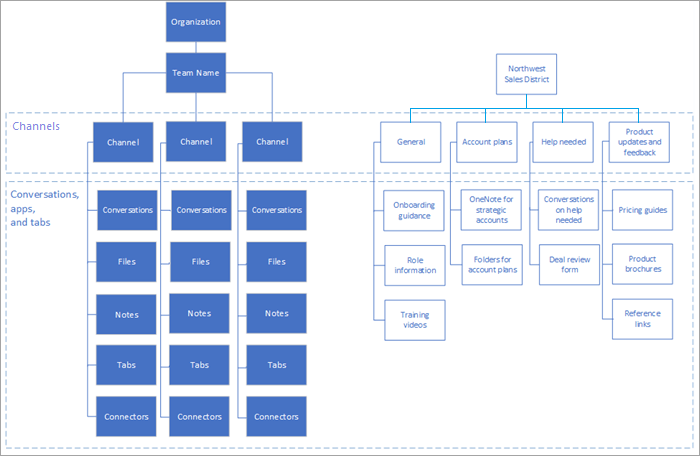 Organization
Team Name
Northwest
Sales District
Channels
Channel
Channel
Channel
General
Account plans
Help needed
Product
updates and
feedback
Conversations,
apps,
and tabs
Conversations
Conversations
Conversations
Onboarding
guidance
OneNote for
strategic
accounts
Conversations
on help
needed
Pricing guides
Files
Files
Files
Role
information
Folders for
account plans
Deal review
form
Product
brochures
Notes
Notes
Notes
Training
videos
Reference
links
Tabs
Tabs
Tabs
Connectors
Connectors
Connectors